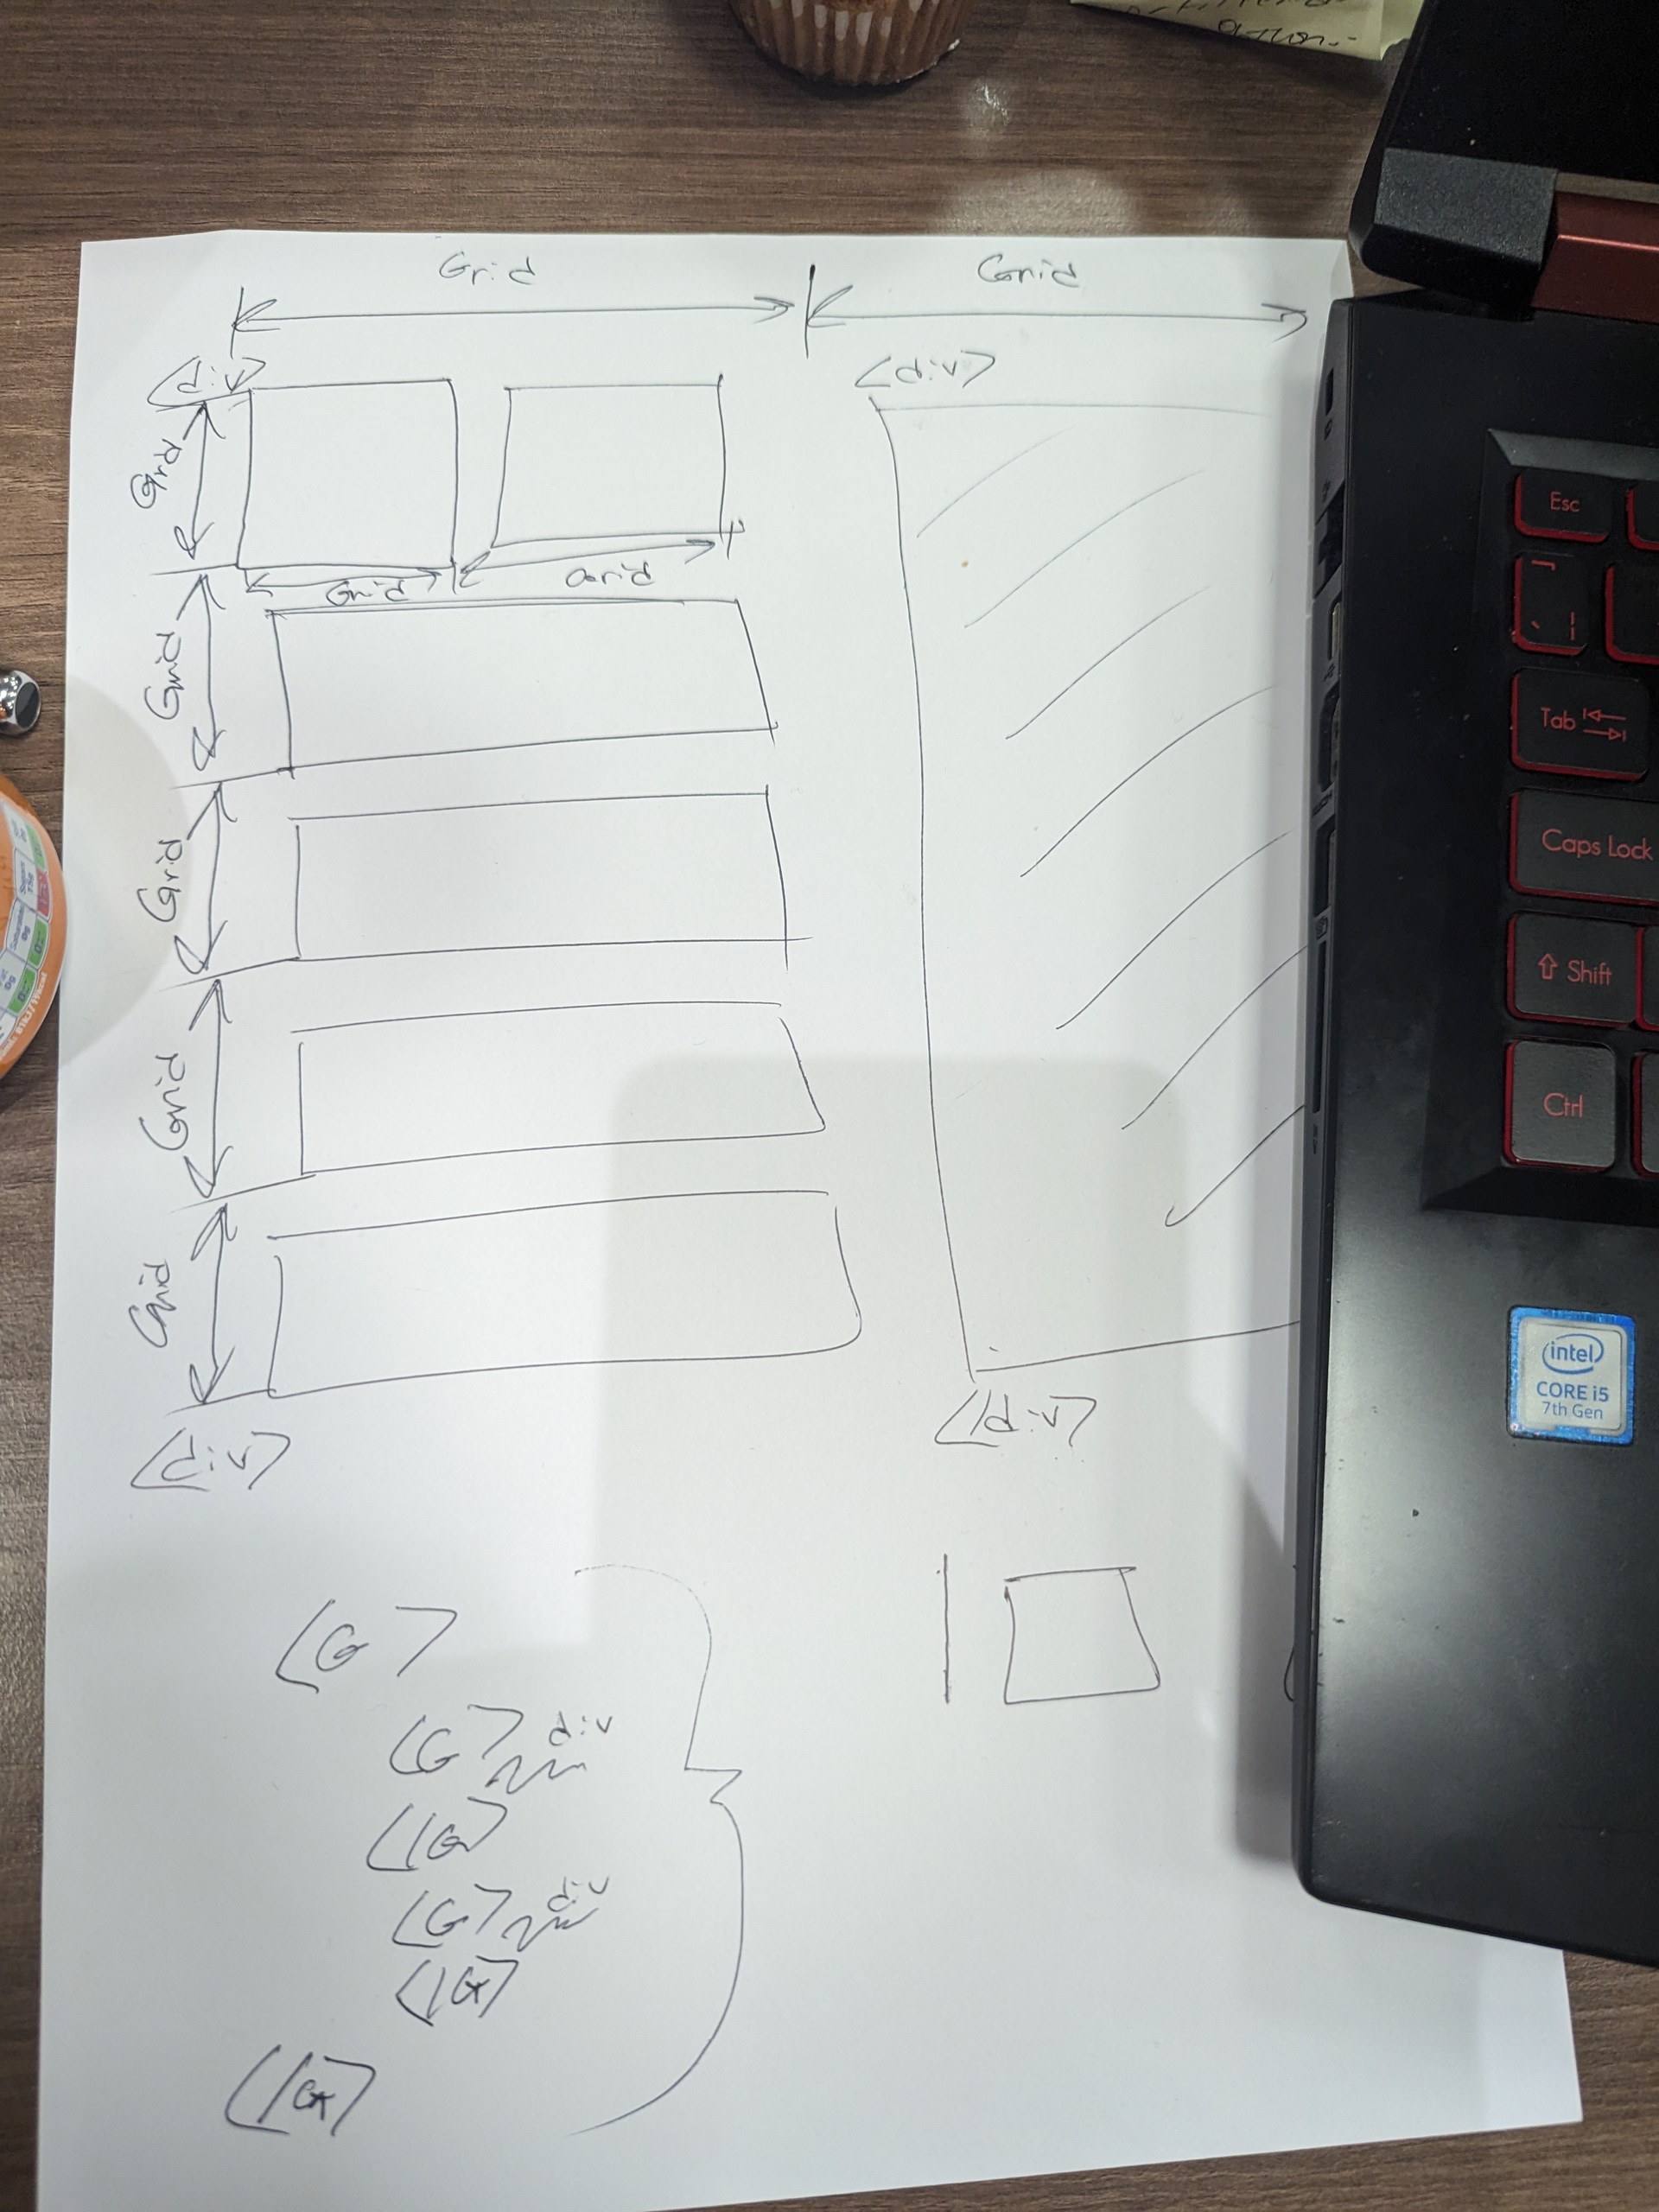 Grid
Grid
<div>
<div>
Grid
Grid
Grid
Grid
Grid
Grid
Grid
<div>
</div>
<G>
<G> div
</G>
<G> div
</G>
</G>
Esc
Tab
Caps Lock
Shift
Ctrl
intel
CORE i5
7th Gen